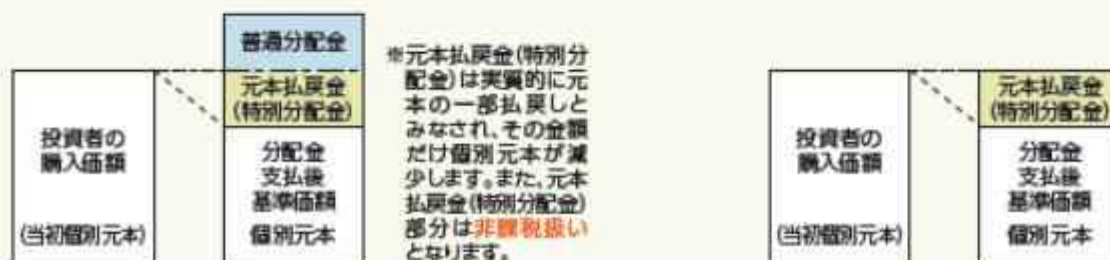 普通分配金
元本払戻金
(特別分配金)
投資者の
購入価額
(当初個別元本)
分配金
支払後
基準価額
個別元本
※元本払戻金(特別分
配金)は実質的に元
本の一部払戻しと
みなされ、その金額
だけ個別元本が減
少します。また、元本
払戻金(特別分配金)
部分は非課税扱い
となります。
投資者の
購入価額
(当初個別元本)
元本払戻金
(特別分配金)
分配金
支払後
基準価額
個別元本